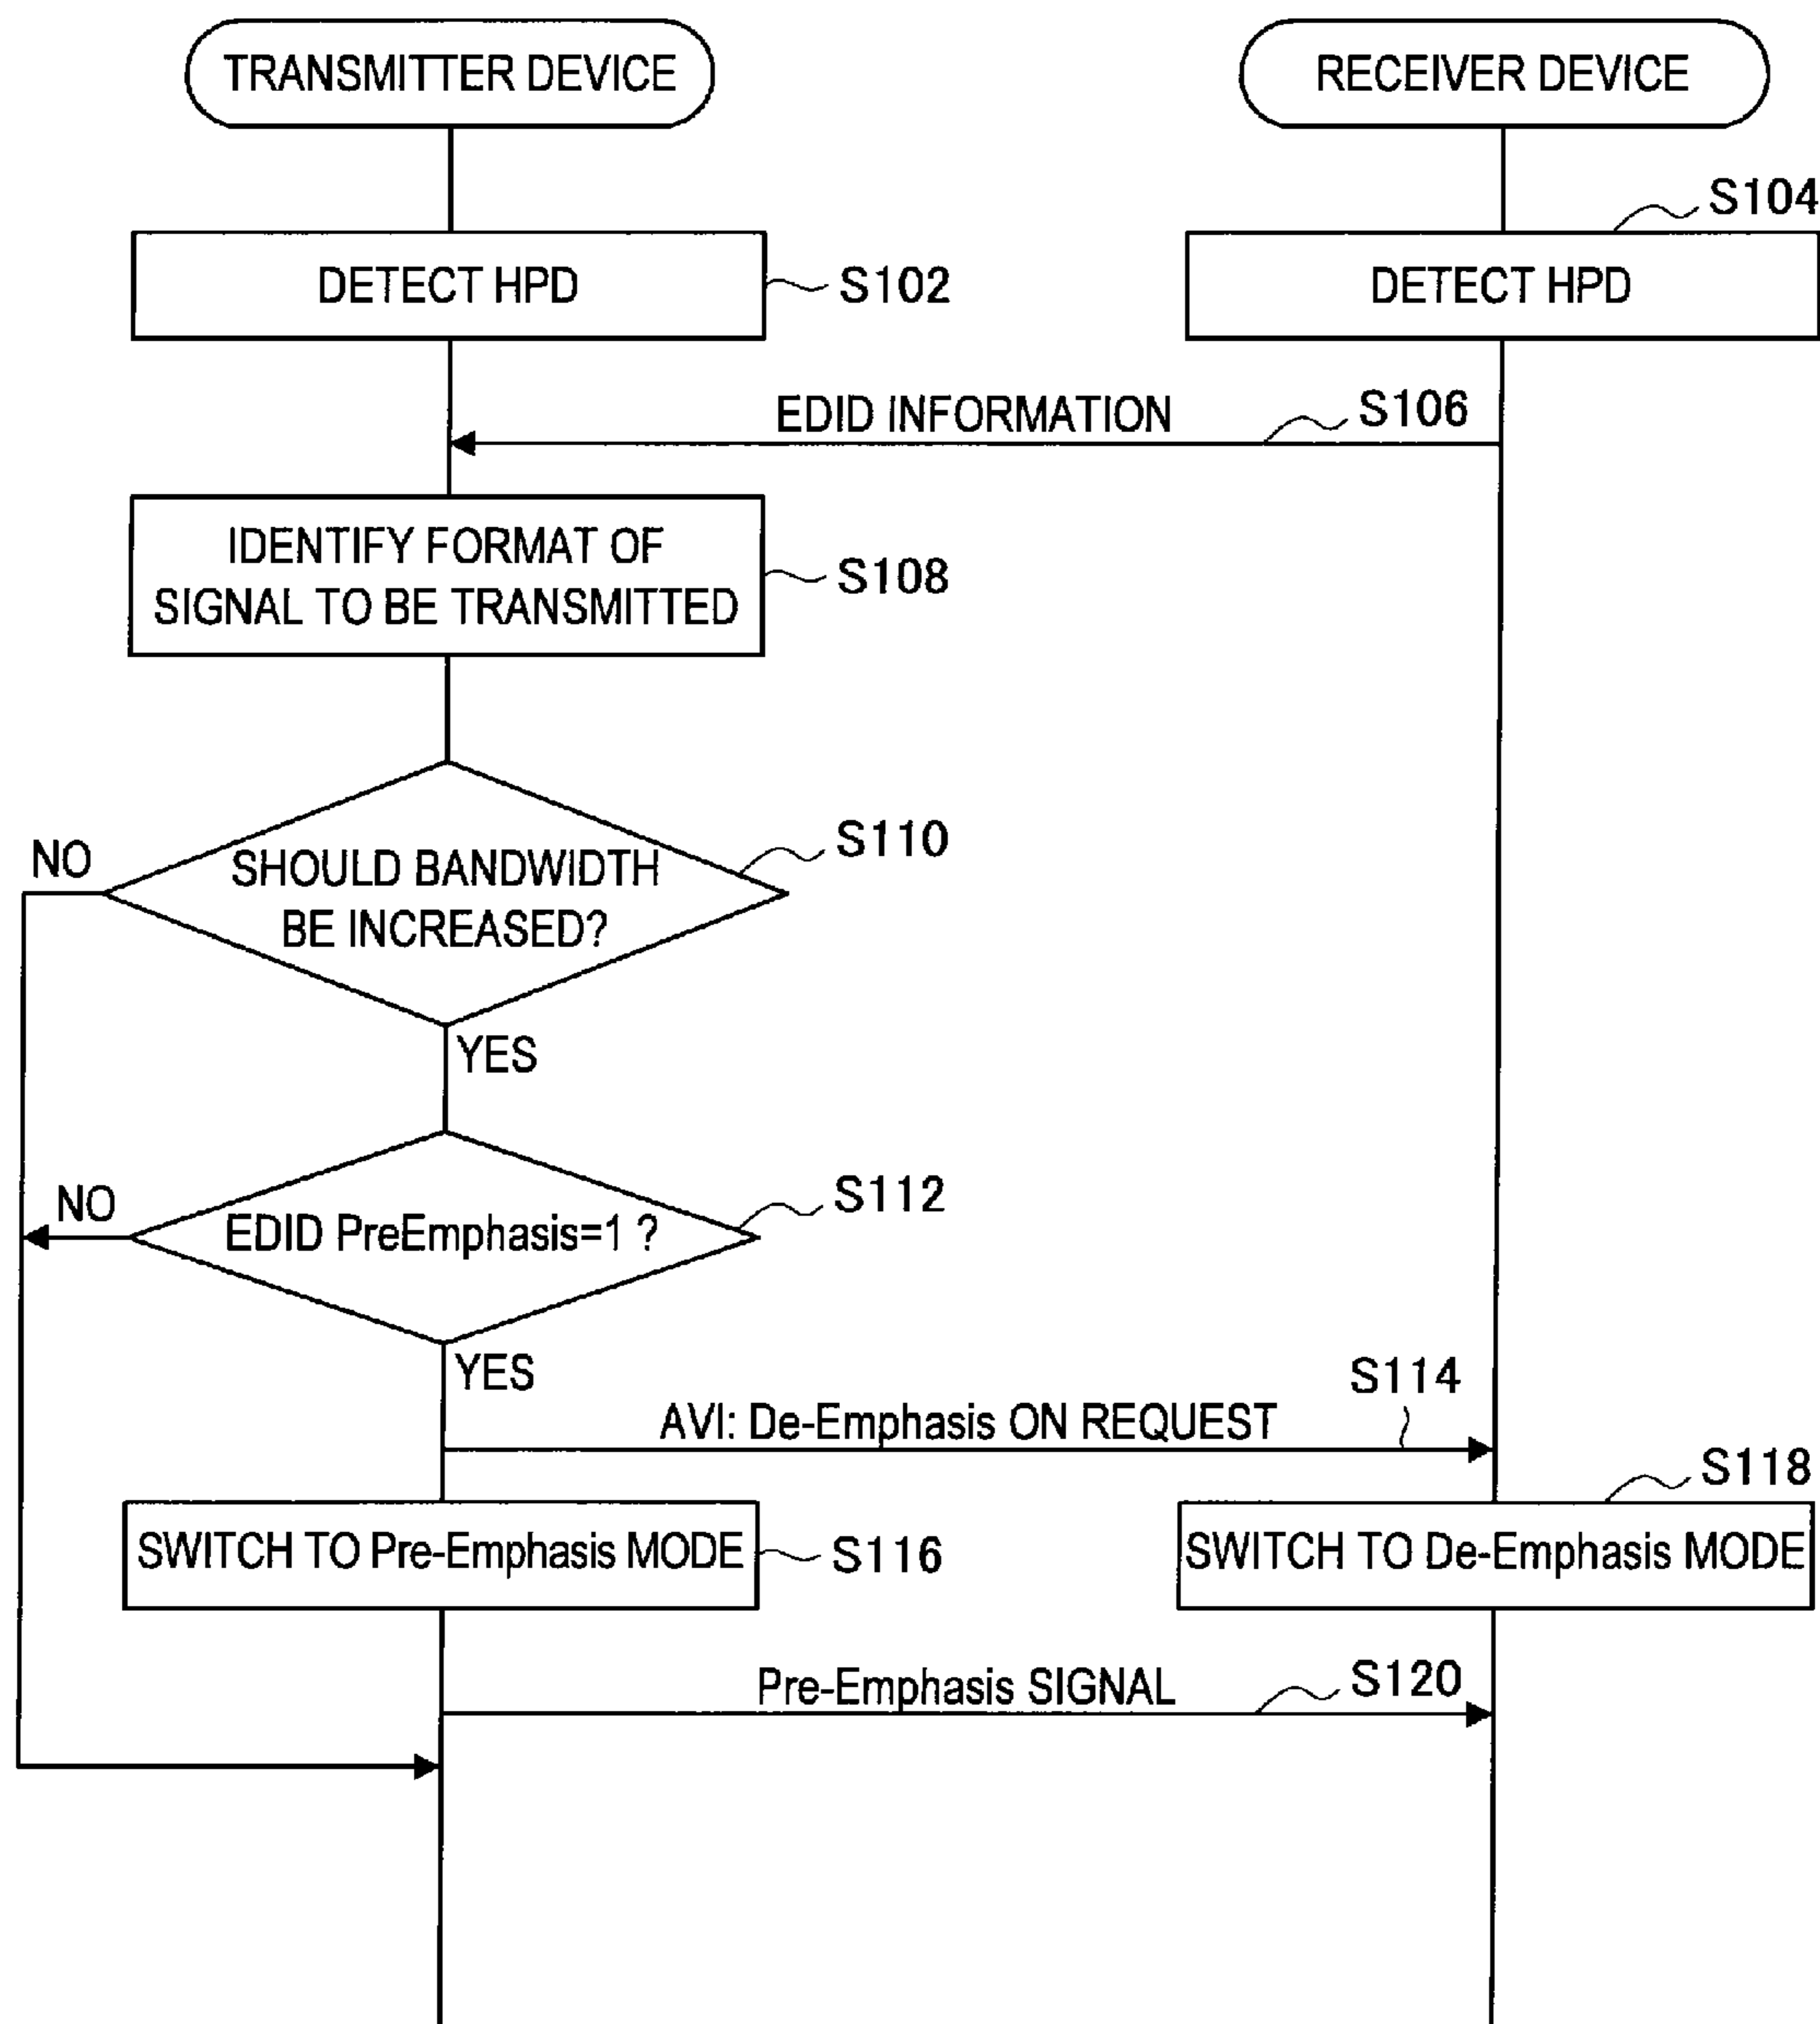 TRANSMITTER DEVICE
RECEIVER DEVICE
S104
DETECT HPD
S102
DETECT HPD
EDID INFORMATION
S106
IDENTIFY FORMAT OF
SIGNAL TO BE TRANSMITTED
S108
S110
NO
SHOULD BANDWIDTH
BE INCREASED?
YES
S112
NO
EDID PreEmphasis=1 ?
YES
S114
AVI: De-Emphasis ON REQUEST
S118
SWITCH TO Pre-Emphasis MODE
S116
SWITCH TO De-Emphasis MODE
Pre-Emphasis SIGNAL
S120